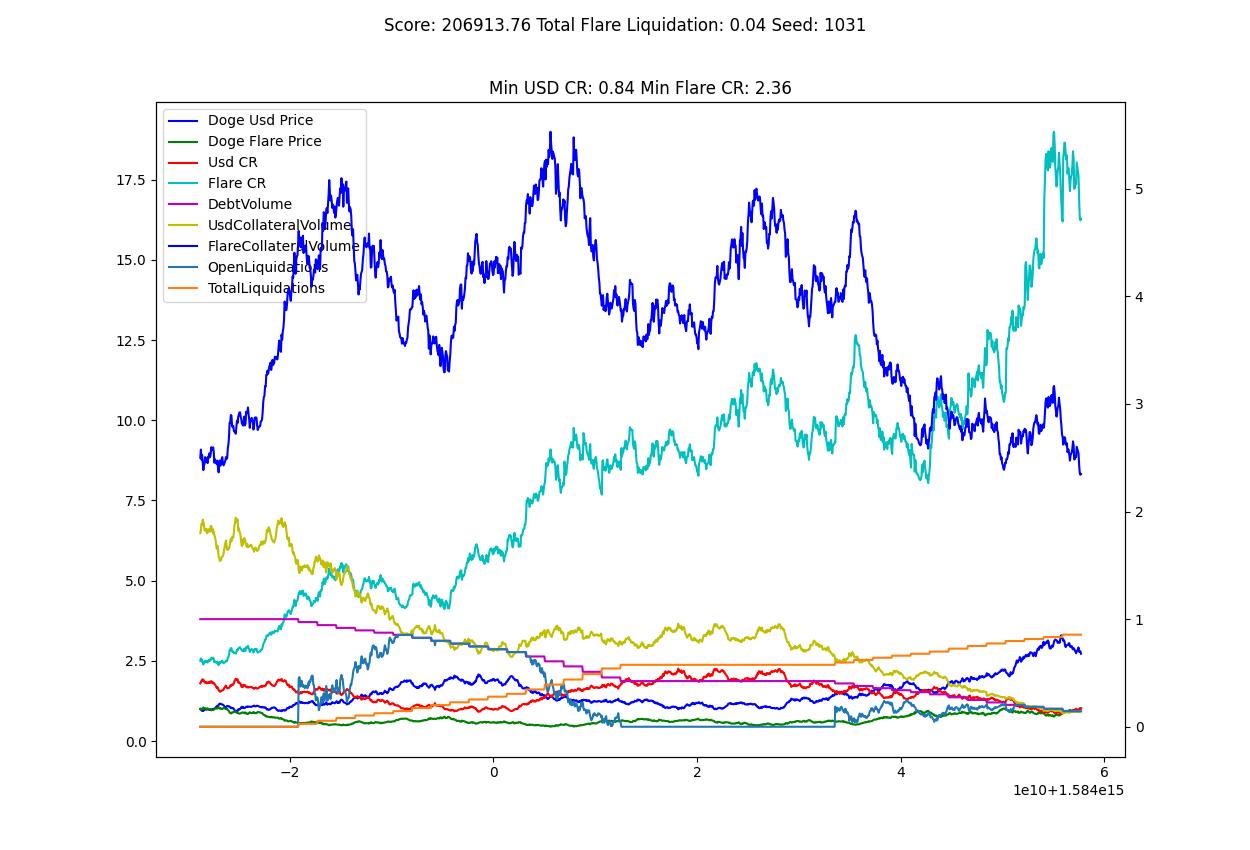 Score: 206913.76 Total Flare Liquidation: 0.04 Seed: 1031
Min USD CR: 0.84 Min Flare CR: 2.36
Doge Usd Price
Doge Flare Price
Usd CR
Flare CR
DebtVolume
UsdCollateralVolume
FlareCollateralVolume
OpenLiquidations
TotalLiquidations
17.5
15.0
12.5
10.0
7.5
5.0
2.5
0.0
5
4
3
2
1
0
−2 0 2 4 6
1e10+1.584e15